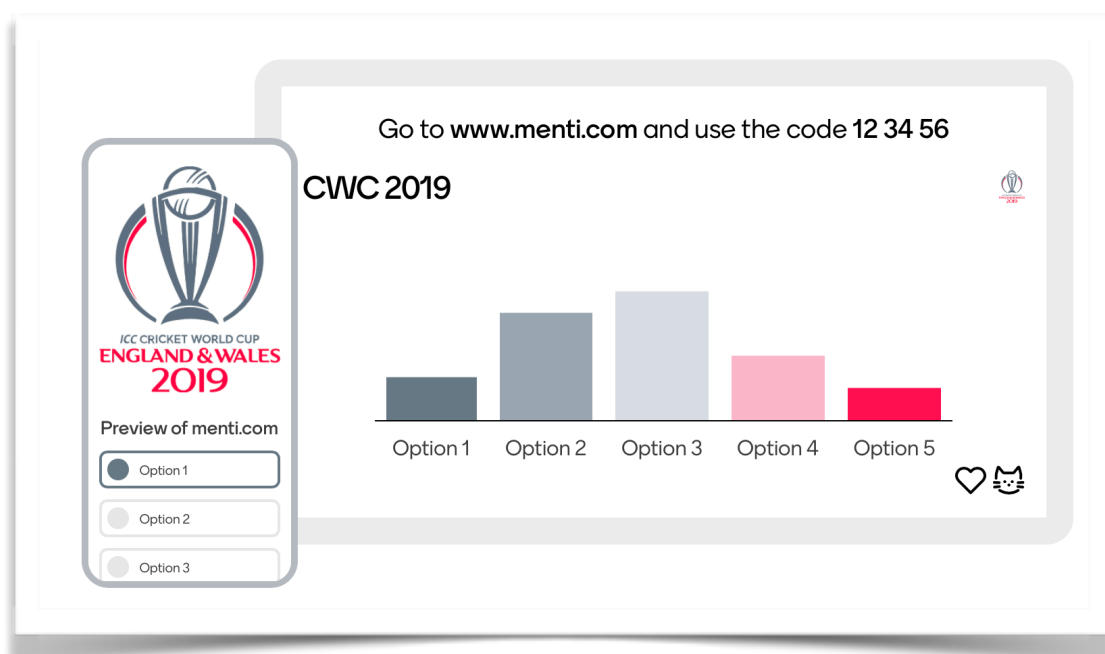 Go to www.menti.com and use the code 12 34 56
CWC 2019
2019
Option 1 Option 2 Option 3 Option 4 Option 5
ICC CRICKET WORLD CUP
ENGLAND & WALES
2019
Preview of menti.com
Option 1
Option 2
Option 3